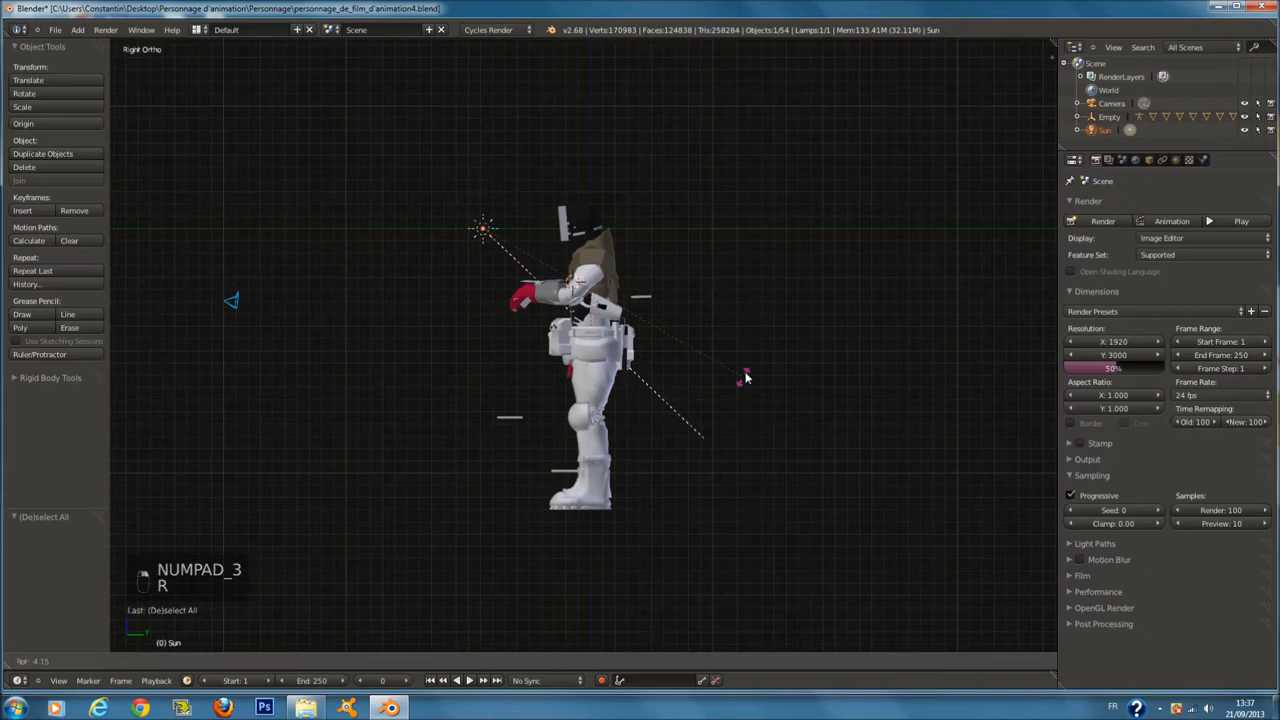 Blender* [C:\Users\Constantin\Desktop\Personnage d'animation\Personnage\personnage_de_film_d'animation4.blend]
File Add Render Window Help Default Scene Cycles Render v2.68 | Verts:170983 | Faces:124838 | Tris:258284 | Objects:1/54 | Lamps:1/1 | Mem:133.41M (32.11M) | Sun
Object Tools
Transform:
Translate
Rotate
Scale
Origin
Object:
Duplicate Objects
Delete
Join
Keyframes:
Insert Remove
Motion Paths:
Calculate Clear
Repeat:
Repeat Last
History...
Grease Pencil:
Draw Line
Poly Erase
Use Sketching Sessions
Ruler/Protractor
Rigid Body Tools
(De)select All
Right Ortho
NUMPAD_3
R
Last: (De)select All
Y
(0) Sun
Rot: -4.15
View Search All Scenes
Scene
RenderLayers
World
Camera
Empty
Sun
Scene
Render
Render Animation Play
Display: Image Editor
Feature Set: Supported
Open Shading Language
Dimensions
Render Presets
Resolution: Frame Range:
X: 1920 Start Frame: 1
Y: 3000 End Frame: 250
50% Frame Step: 1
Aspect Ratio: Frame Rate:
X: 1.000 24 fps
Y: 1.000 Time Remapping:
Border Old: 100 New: 100
Stamp
Output
Sampling
Progressive Samples:
Seed: 0 Render: 100
Clamp: 0.00 Preview: 10
Light Paths
Motion Blur
Film
Performance
OpenGL Render
Post Processing
View Marker Frame Playback Start: 1 End: 250 0 No Sync
Ps FR 13:37
21/09/2013